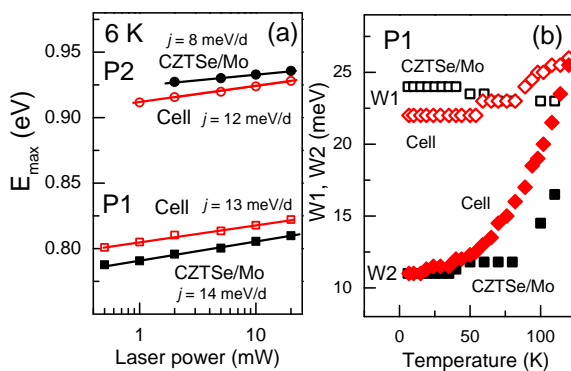 6 K
(a)
j = 8 meV/d
P2
CZTSe/Mo
Cell
j = 12 meV/d
P1
Cell
j = 13 meV/d
CZTSe/Mo
j = 14 meV/d
0.95
0.90
0.85
0.80
E_max (eV)
1
10
Laser power (mW)
P1
(b)
CZTSe/Mo
W1
Cell
Cell
W2
CZTSe/Mo
25
20
15
10
W1, W2 (meV)
0
50
100
Temperature (K)